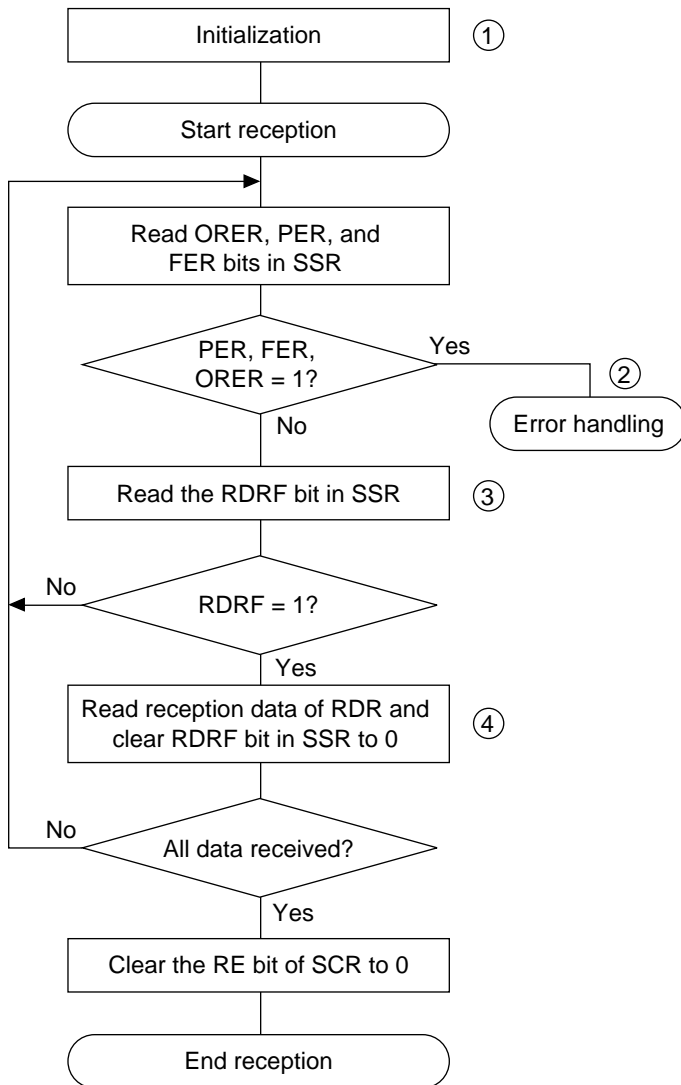 Initialization
1
Start reception
Read ORER, PER, and
FER bits in SSR
PER, FER,
ORER = 1?
Yes
2
Error handling
No
Read the RDRF bit in SSR
3
No
RDRF = 1?
Yes
Read reception data of RDR and
clear RDRF bit in SSR to 0
4
No
All data received?
Yes
Clear the RE bit of SCR to 0
End reception